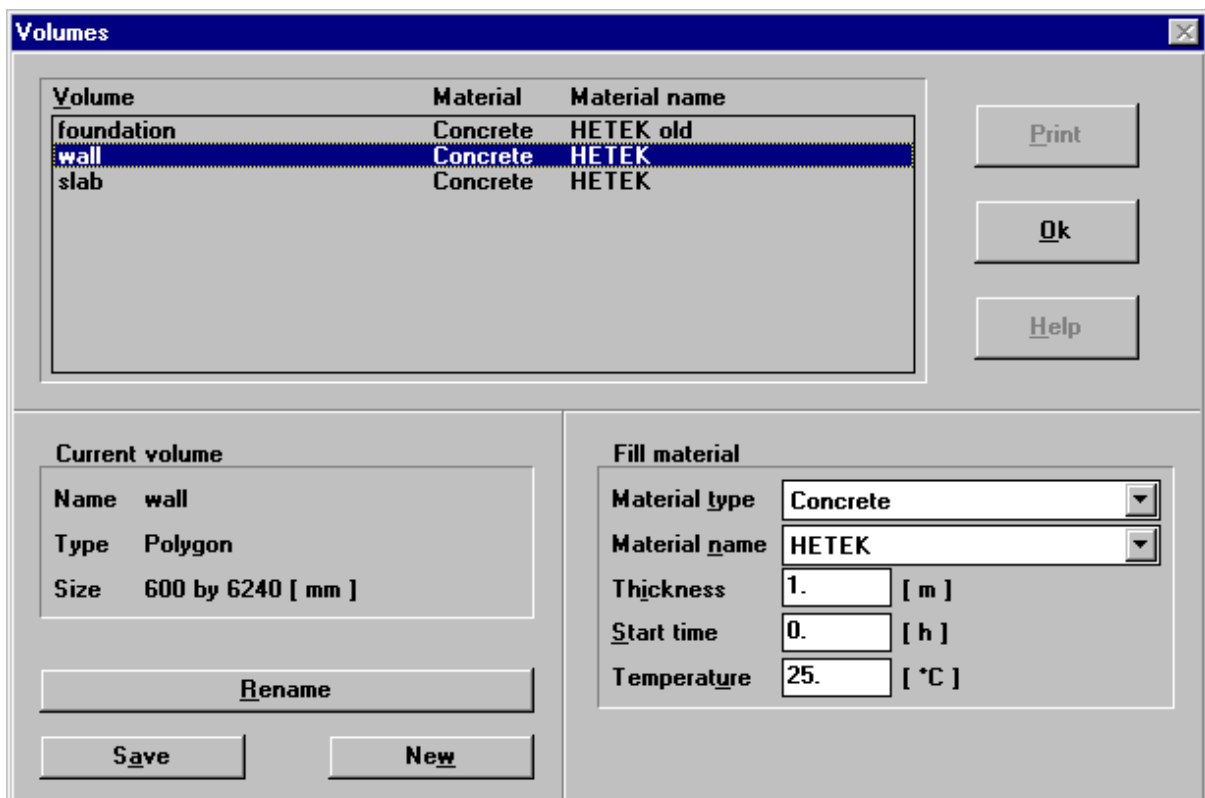 Volumes
Volume Material Material name
foundation Concrete HETEK old
wall Concrete HETEK
slab Concrete HETEK
Print
Ok
Help
Current volume
Name wall
Type Polygon
Size 600 by 6240 [ mm ]
Rename
Save New
Fill material
Material type Concrete
Material name HETEK
Thickness 1. [ m ]
Start time 0. [ h ]
Temperature 25. [ °C ]